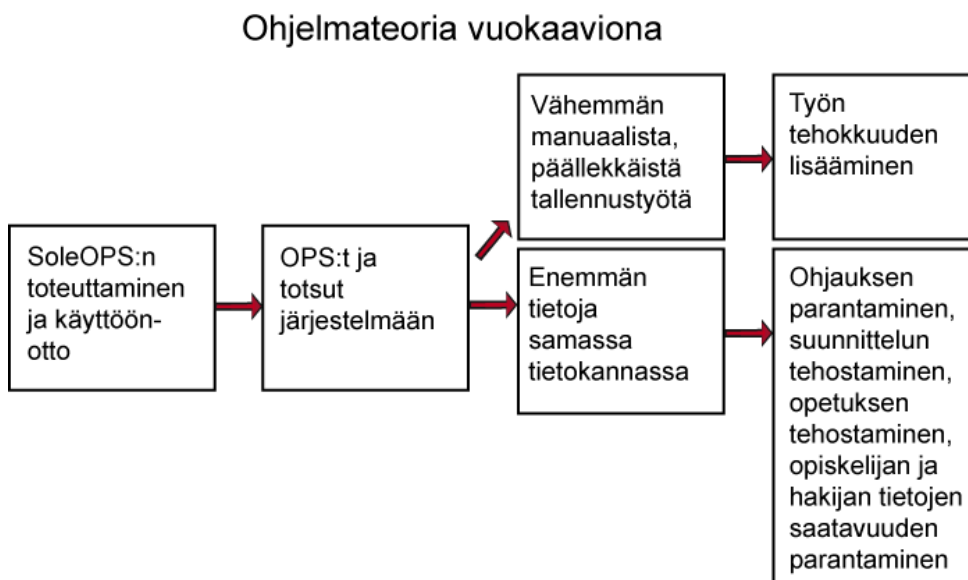 Ohjelmateoria vuokaaviona
SoleOPS:n
toteuttaminen
ja käyttöön-
otto
OPS:t ja
totsut
järjestelmään
Vähemmän
manuaalista,
päällekkäistä
tallennustyötä
Työn
tehokkuuden
lisääminen
Enemmän
tietoja
samassa
tietokannassa
Ohjauksen
parantaminen,
suunnittelun
tehostaminen,
opetuksen
tehostaminen,
opiskelijan ja
hakijan tietojen
saatavuuden
parantaminen